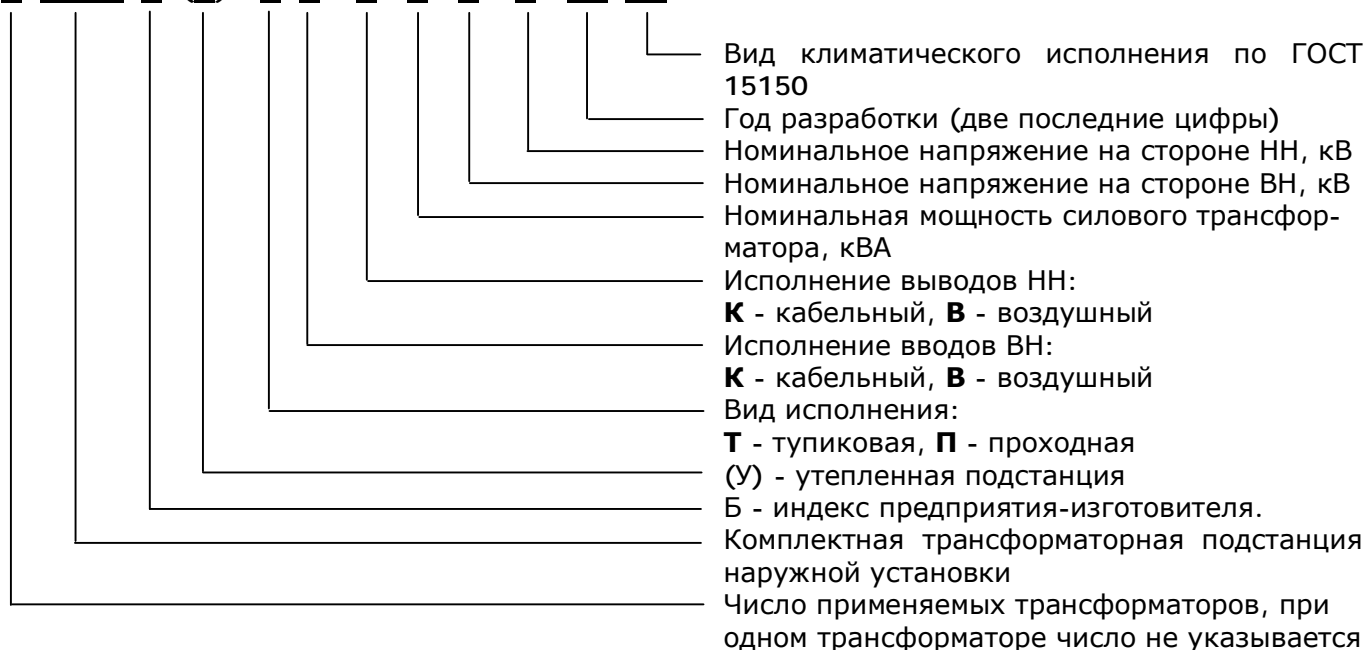 Вид климатического исполнения по ГОСТ
15150
Год разработки (две последние цифры)
Номинальное напряжение на стороне НН, кВ
Номинальное напряжение на стороне ВН, кВ
Номинальная мощность силового трансфор-
матора, кВА
Исполнение выводов НН:
К - кабельный, В - воздушный
Исполнение вводов ВН:
К - кабельный, В - воздушный
Вид исполнения:
Т - тупиковая, П - проходная
(У) - утепленная подстанция
Б - индекс предприятия-изготовителя.
Комплектная трансформаторная подстанция
наружной установки
Число применяемых трансформаторов, при
одном трансформаторе число не указывается